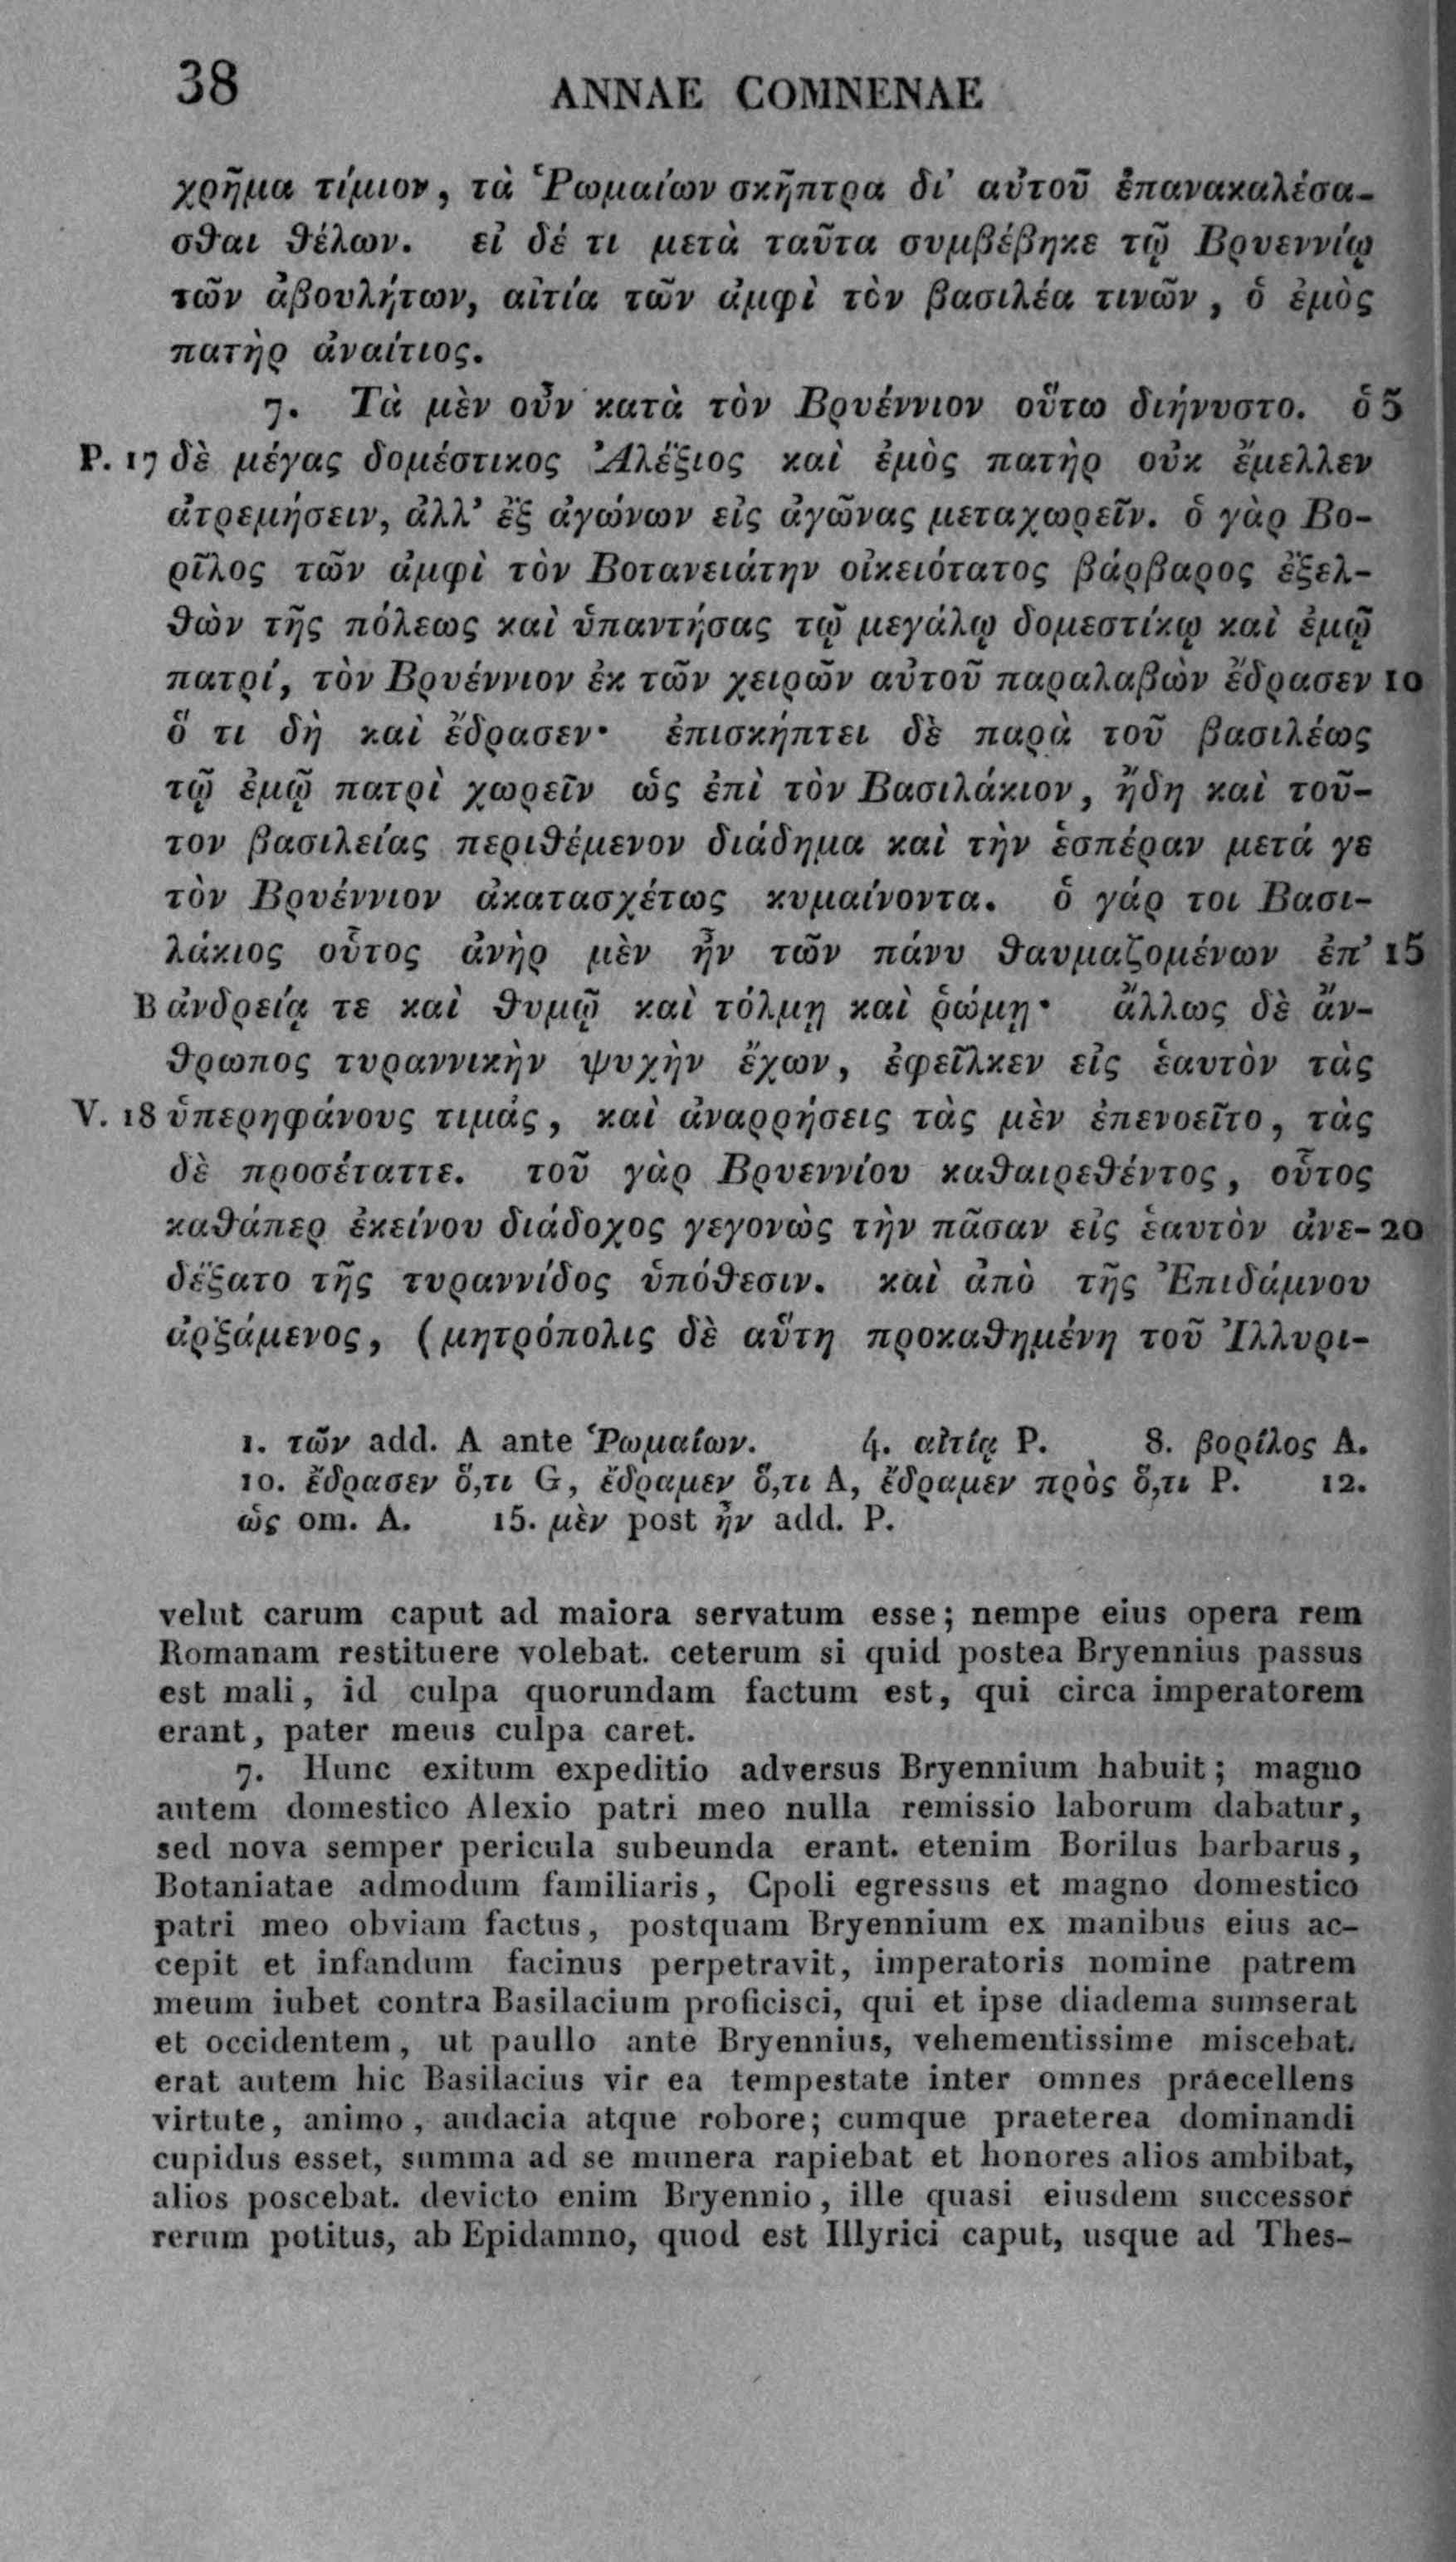 38 ANNAE COMNENAE
χρῆμα τίμιον, τὰ Ῥωμαίων σκῆπτρα δι' αὐτοῦ ἐπανακαλέσα-
σθαι θέλων. εἰ δέ τι μετὰ ταῦτα συμβέβηκε τῷ Βρυεννίῳ
τῶν ἀβουλήτων, αἰτία τῶν ἀμφὶ τὸν βασιλέα τινῶν, ὁ ἐμὸς
πατὴρ ἀναίτιος.
7. Τὰ μὲν οὖν κατὰ τὸν Βρυέννιον οὕτω διήνυστο. ὁ 5
P. 17 δὲ μέγας δομέστικος Ἀλέξιος καὶ ἐμὸς πατὴρ οὐκ ἔμελλεν
ἀτρεμήσειν, ἀλλ' ἐξ ἀγώνων εἰς ἀγῶνας μεταχωρεῖν. ὁ γὰρ Βο-
ρῖλος τῶν ἀμφὶ τὸν Βοτανειάτην οἰκειότατος βάρβαρος ἐξελ-
θὼν τῆς πόλεως καὶ ὑπαντήσας τῷ μεγάλῳ δομεστίκῳ καὶ ἐμῷ
πατρί, τὸν Βρυέννιον ἐκ τῶν χειρῶν αὐτοῦ παραλαβὼν ἔδρασεν 10
ὅ τι δὴ καὶ ἔδρασεν· ἐπισκήπτει δὲ παρὰ τοῦ βασιλέως
τῷ ἐμῷ πατρὶ χωρεῖν ὡς ἐπὶ τὸν Βασιλάκιον, ἤδη καὶ τοῦ-
τον βασιλείας περιθέμενον διάδημα καὶ τὴν ἑσπέραν μετά γε
τὸν Βρυέννιον ἀκατασχέτως κυμαίνοντα. ὁ γάρ τοι Βασι-
λάκιος οὗτος ἀνὴρ μὲν ἦν τῶν πάνυ θαυμαζομένων ἐπ' 15
B ἀνδρείᾳ τε καὶ θυμῷ καὶ τόλμῃ καὶ ῥώμῃ· ἄλλως δὲ ἄν-
θρωπος τυραννικὴν ψυχὴν ἔχων, ἐφεῖλκεν εἰς ἑαυτὸν τὰς
V. 18 ὑπερηφάνους τιμάς, καὶ ἀναρρήσεις τὰς μὲν ἐπενοεῖτο, τὰς
δὲ προσέταττε. τοῦ γὰρ Βρυεννίου καθαιρεθέντος, οὗτος
καθάπερ ἐκείνου διάδοχος γεγονὼς τὴν πᾶσαν εἰς ἑαυτὸν ἀνε- 20
δέξατο τῆς τυραννίδος ὑπόθεσιν. καὶ ἀπὸ τῆς Ἐπιδάμνου
ἀρξάμενος, (μητρόπολις δὲ αὕτη προκαθημένη τοῦ Ἰλλυρι-
1. τῶν add. A ante Ῥωμαίων. 4. αἰτίᾳ P. 8. βορίλος A.
10. ἔδρασεν ὅ,τι G, ἔδραμεν ὅ,τι A, ἔδραμεν πρὸς ὅ,τι P. 12.
ὡς om. A. 15. μὲν post ἦν add. P.
velut carum caput ad maiora servatum esse; nempe eius opera rem
Romanam restituere volebat. ceterum si quid postea Bryennius passus
est mali, id culpa quorundam factum est, qui circa imperatorem
erant, pater meus culpa caret.
7. Hunc exitum expeditio adversus Bryennium habuit; magno
autem domestico Alexio patri meo nulla remissio laborum dabatur,
sed nova semper pericula subeunda erant. etenim Borilus barbarus,
Botaniatae admodum familiaris, Cpoli egressus et magno domestico
patri meo obviam factus, postquam Bryennium ex manibus eius ac-
cepit et infandum facinus perpetravit, imperatoris nomine patrem
meum iubet contra Basilacium proficisci, qui et ipse diadema sumserat
et occidentem, ut paullo ante Bryennius, vehementissime miscebat.
erat autem hic Basilacius vir ea tempestate inter omnes praecellens
virtute, animo, audacia atque robore; cumque praeterea dominandi
cupidus esset, summa ad se munera rapiebat et honores alios ambibat,
alios poscebat. devicto enim Bryennio, ille quasi eiusdem successor
rerum potitus, ab Epidamno, quod est Illyrici caput, usque ad Thes-